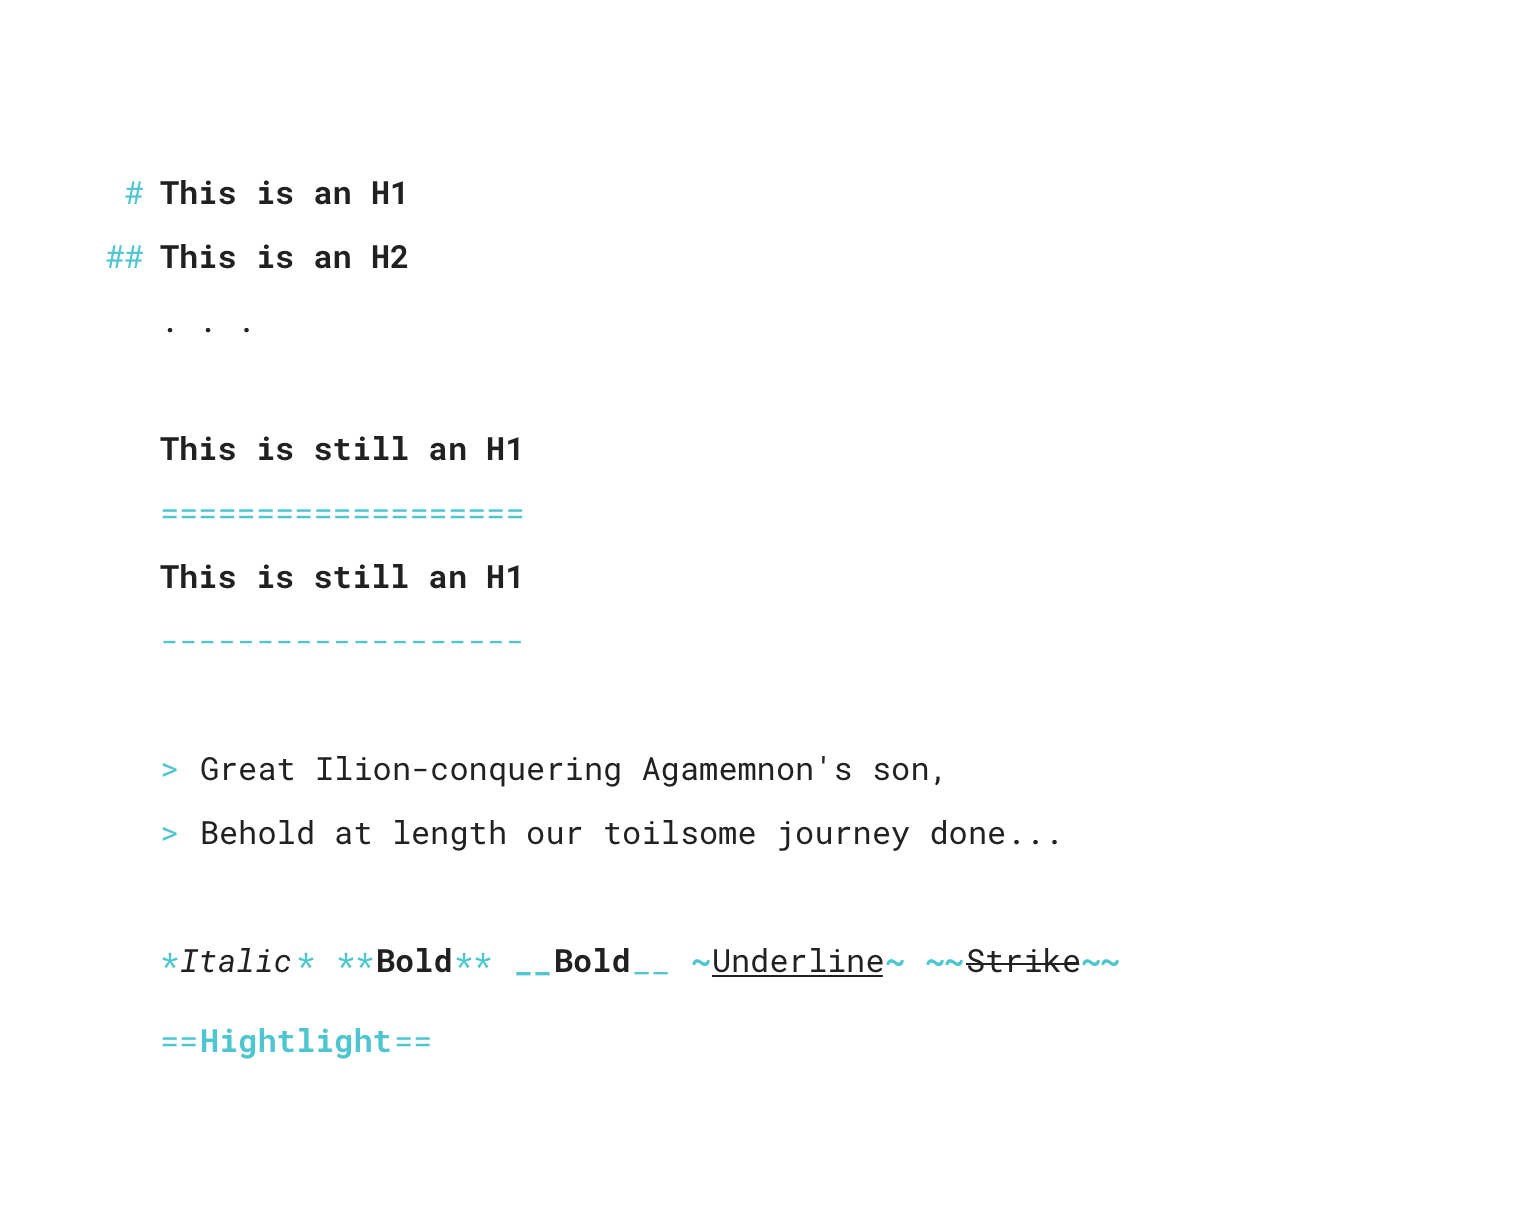 # This is an H1
## This is an H2
. . .
This is still an H1
===================
This is still an H1
-------------------
> Great Ilion-conquering Agamemnon's son,
> Behold at length our toilsome journey done...
*Italic* **Bold** __Bold__ ~Underline~ ~~Strike~~
==Hightlight==